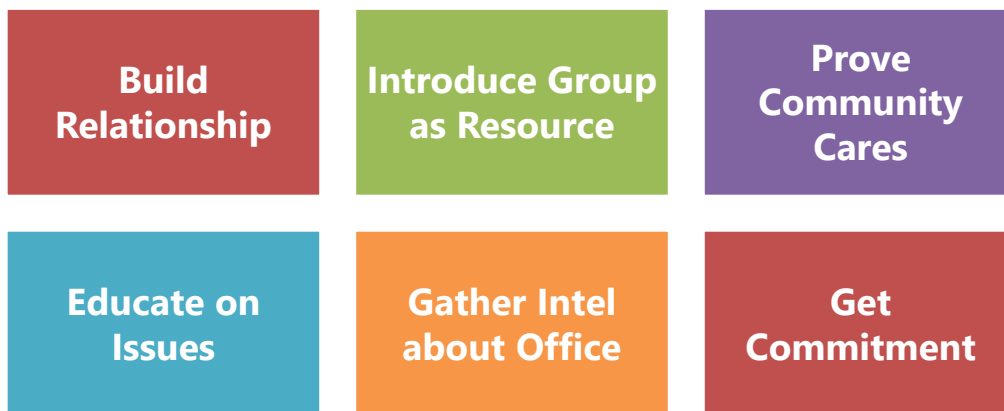 Build
Relationship
Introduce Group
as Resource
Prove
Community
Cares
Educate on
Issues
Gather Intel
about Office
Get
Commitment